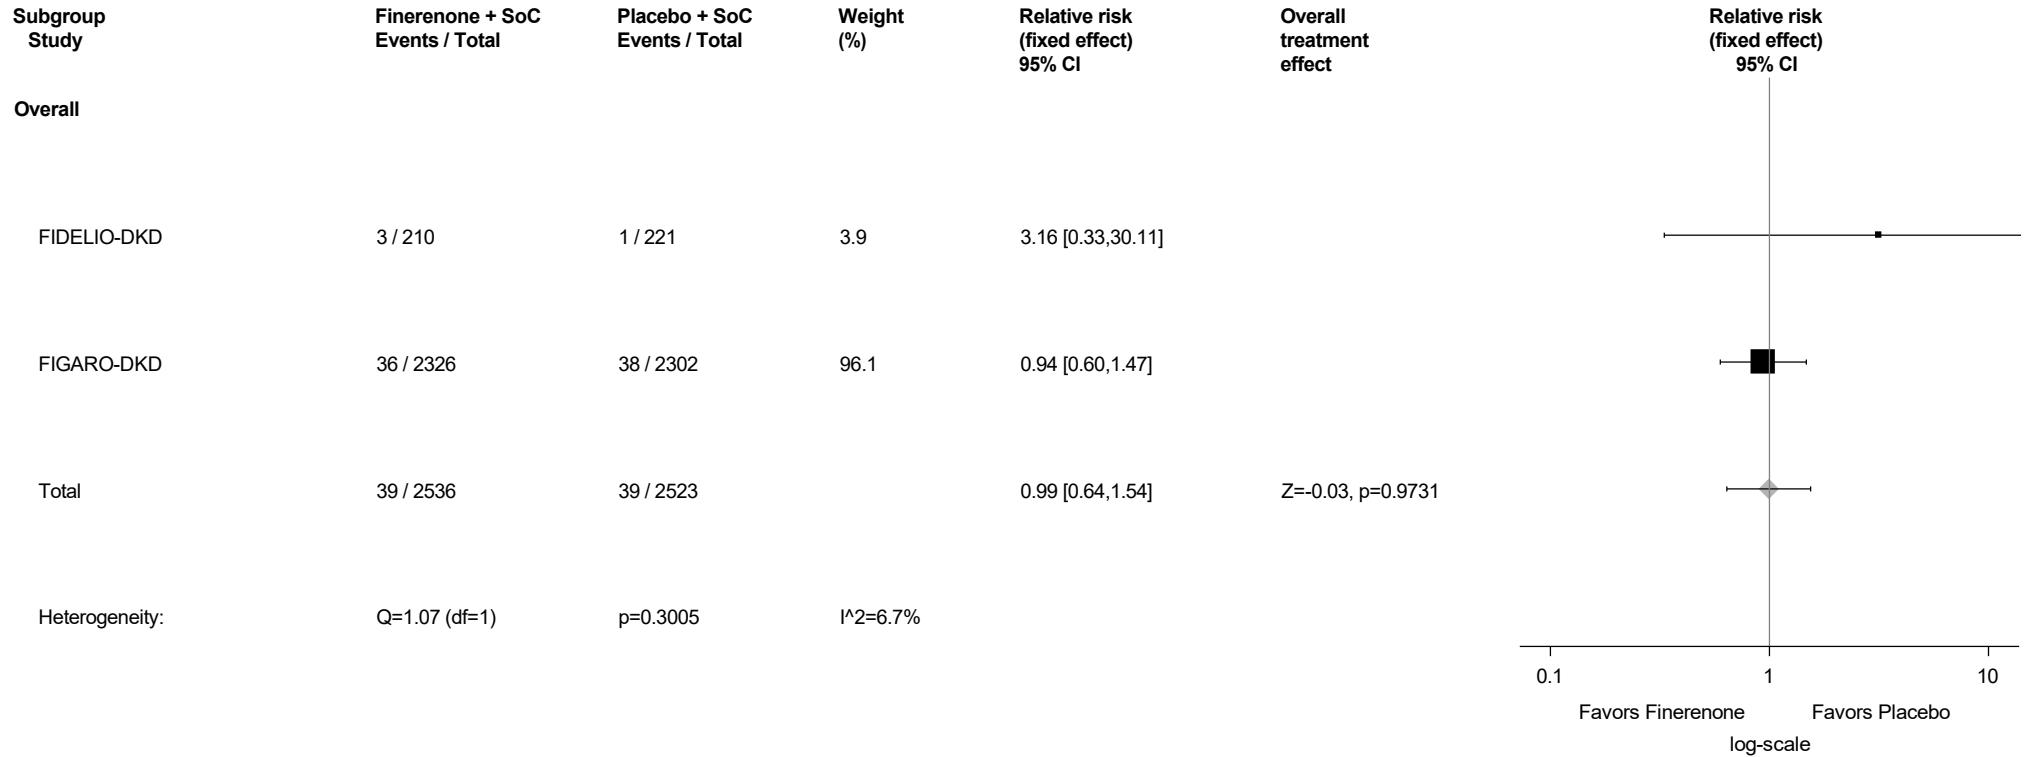 Subgroup Finerenone + SoC Placebo + SoC Weight Relative risk Overall Relative risk
Study Events / Total Events / Total (%) (fixed effect) treatment (fixed effect)
95% CI effect 95% CI
Overall
FIDELIO-DKD 3 / 210 1 / 221 3.9 3.16 [0.33,30.11]
FIGARO-DKD 36 / 2326 38 / 2302 96.1 0.94 [0.60,1.47]
Total 39 / 2536 39 / 2523 0.99 [0.64,1.54] Z=-0.03, p=0.9731
Heterogeneity: Q=1.07 (df=1) p=0.3005 I^2=6.7%
0.1 1 10
Favors Finerenone Favors Placebo
log-scale